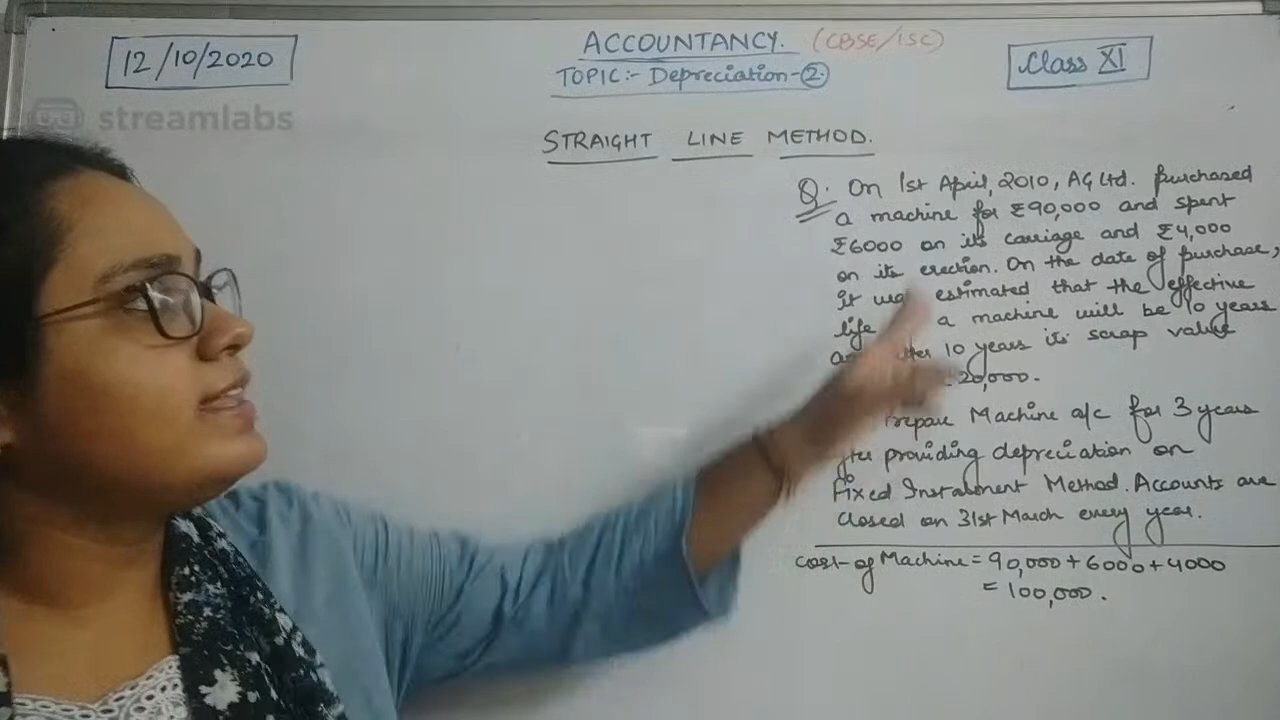 12/10/2020
ACCOUNTANCY. (CBSE/ISC)
TOPIC:- Depreciation-②
Class XI
streamlabs
STRAIGHT LINE METHOD.
Q. On 1st April, 2010, AG Ltd. purchased
a machine for ₹90,000 and spent
₹6000 on its carriage and ₹4,000
on its erection. On the date of purchase,
it was estimated that the effective
life a machine will be 10 years
10 years its scrap value
20,000.
Prepare Machine a/c for 3 years
providing depreciation on
Fixed Instalment Method. Accounts are
closed on 31st March every year.
Cost of Machine = 90,000 + 6000 + 4000
= 100,000.